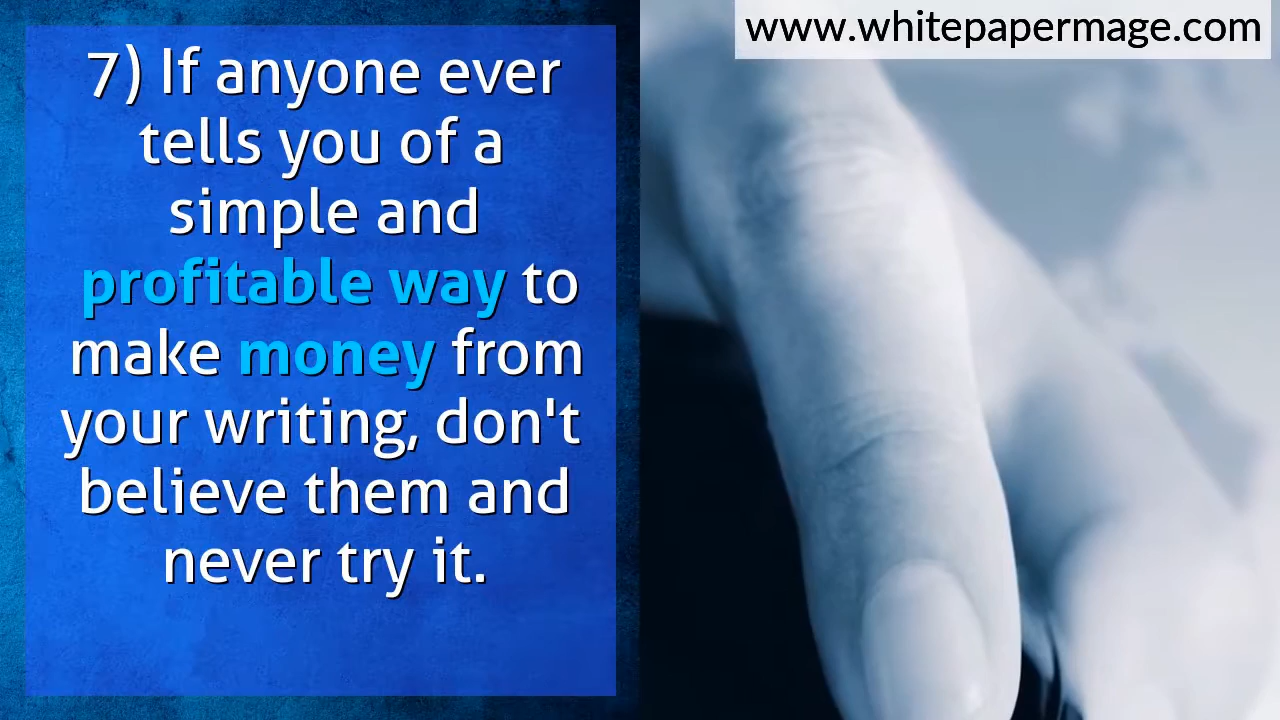 www.whitepapermage.com
7) If anyone ever
tells you of a
simple and
profitable way to
make money from
your writing, don't
believe them and
never try it.